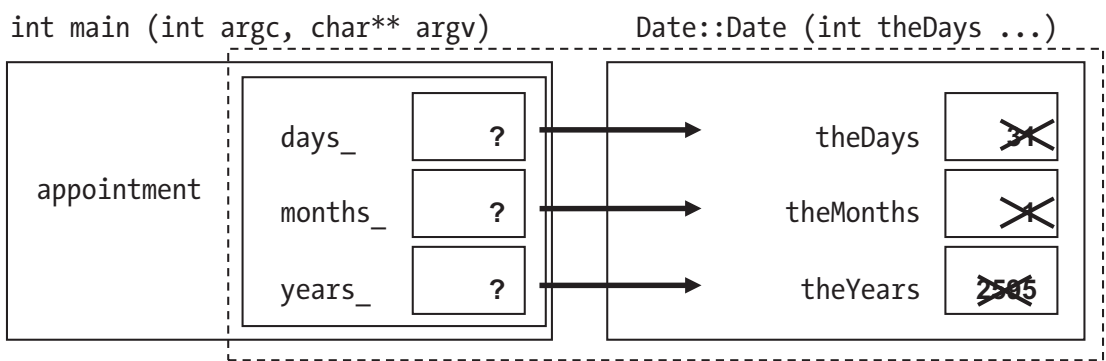 int main (int argc, char** argv)
Date::Date (int theDays ...)
appointment
days_ ?
months_ ?
years_ ?
theDays 31
theMonths 1
theYears